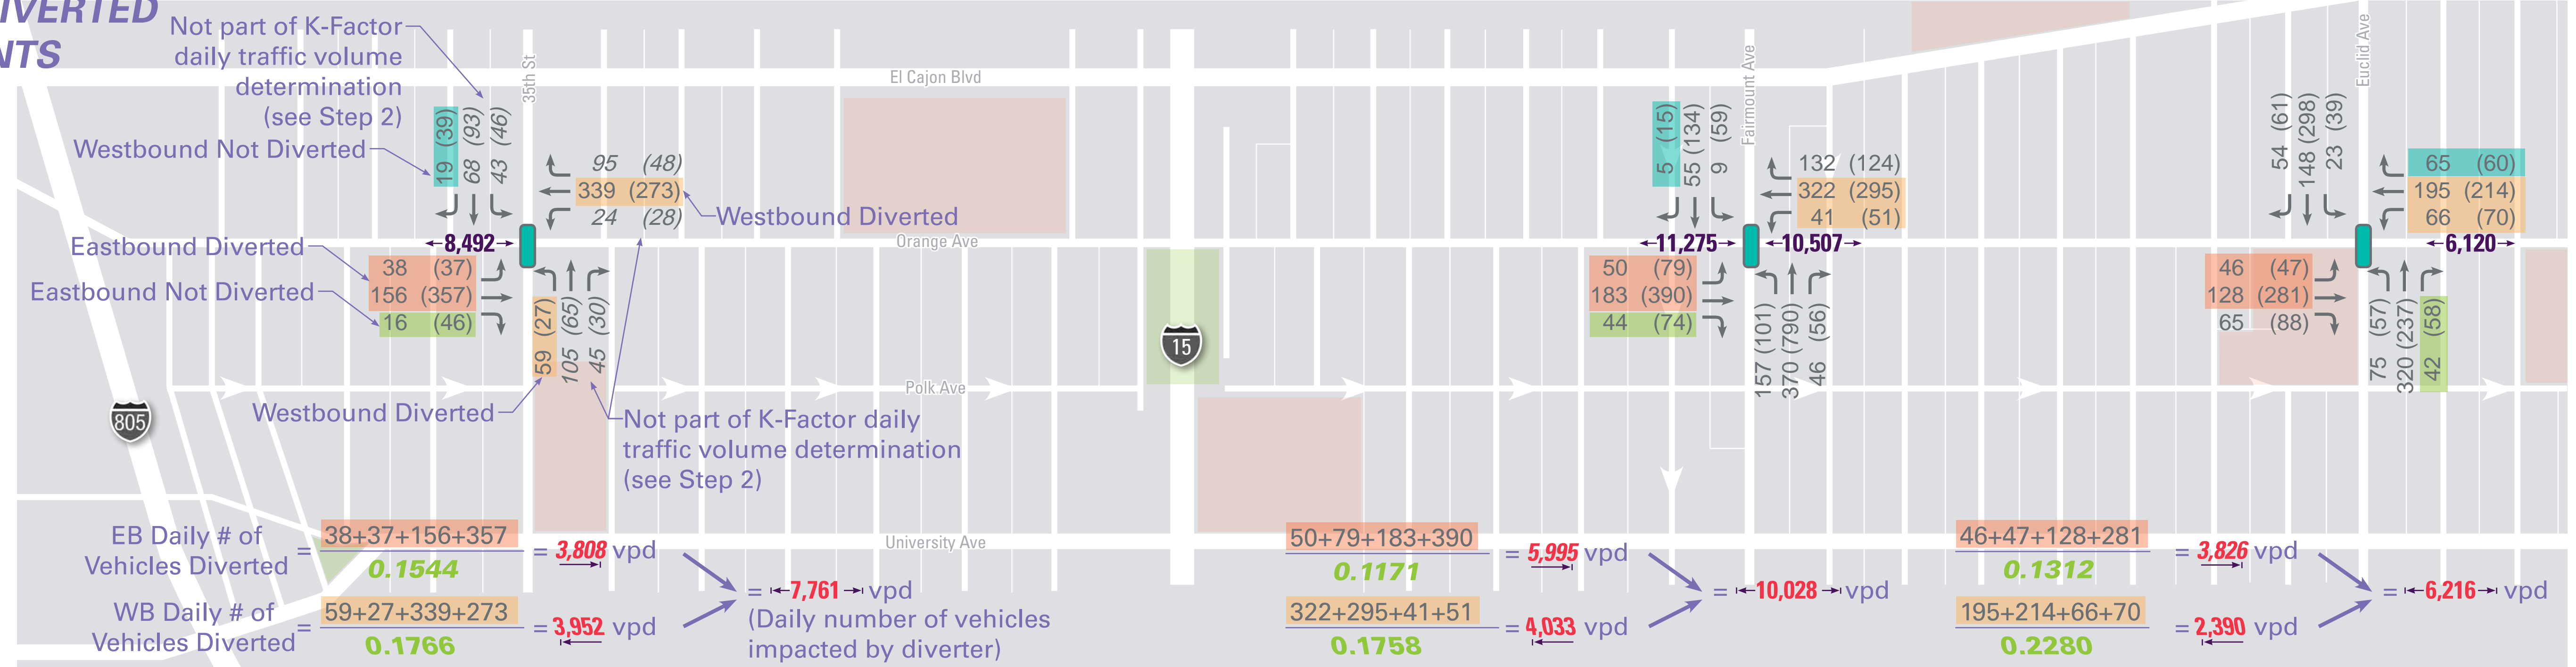 IVERTED
NTS
Not part of K-Factor
daily traffic volume
determination
(see Step 2)
Westbound Not Diverted
Eastbound Diverted
Eastbound Not Diverted
Westbound Diverted
19 (39)
68 (93)
43 (46)
35th St
95 (48)
339 (273)
24 (28)
Westbound Diverted
8,492
38 (37)
156 (357)
16 (46)
59 (27)
105 (65)
45 (30)
Not part of K-Factor daily
traffic volume determination
(see Step 2)
El Cajon Blvd
Orange Ave
Polk Ave
University Ave
805
15
5 (15)
55 (134)
9 (59)
Fairmount Ave
132 (124)
322 (295)
41 (51)
11,275
10,507
50 (79)
183 (390)
44 (74)
157 (101)
370 (790)
46 (56)
54 (61)
148 (298)
23 (39)
Euclid Ave
65 (60)
195 (214)
66 (70)
6,120
46 (47)
128 (281)
65 (88)
75 (57)
320 (237)
42 (58)
EB Daily # of
Vehicles Diverted
= 38+37+156+357
0.1544
= 3,808 vpd
WB Daily # of
Vehicles Diverted
= 59+27+339+273
0.1766
= 3,952 vpd
= 7,761 vpd
(Daily number of vehicles
impacted by diverter)
50+79+183+390
0.1171
= 5,995 vpd
322+295+41+51
0.1758
= 4,033 vpd
= 10,028 vpd
46+47+128+281
0.1312
= 3,826 vpd
195+214+66+70
0.2280
= 2,390 vpd
= 6,216 vpd